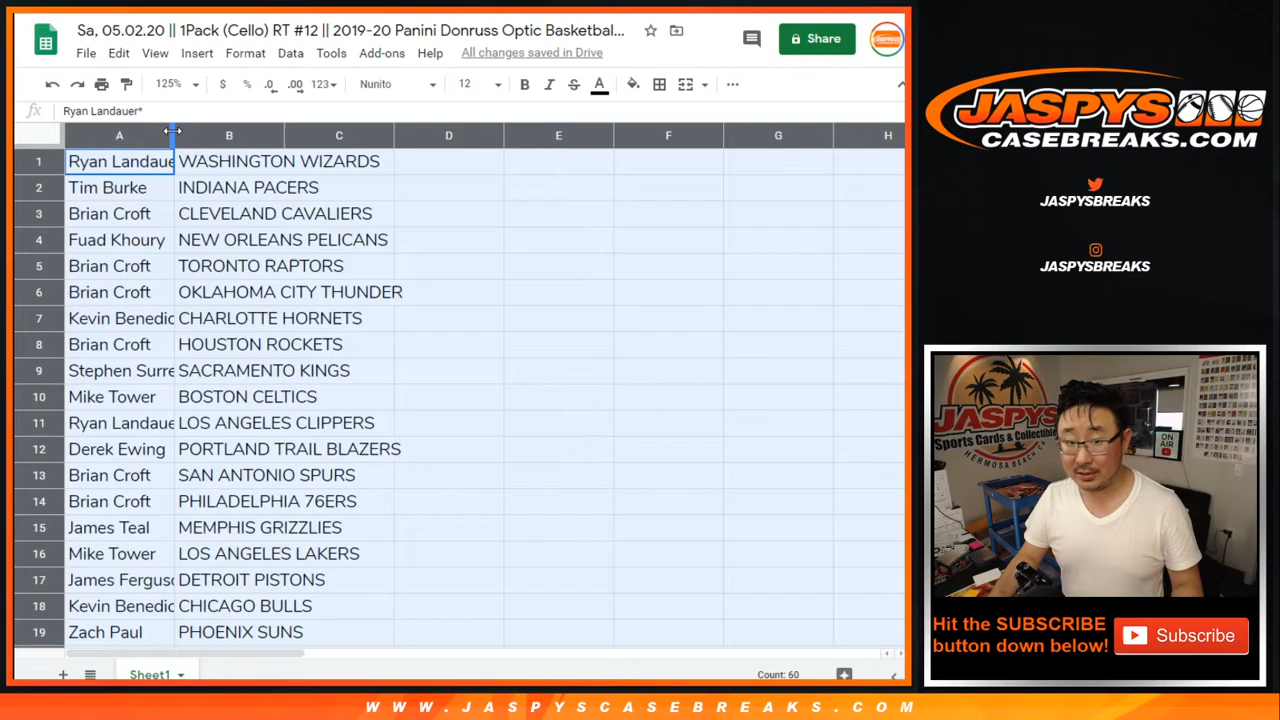 Sa, 05.02.20 || 1Pack (Cello) RT #12 || 2019-20 Panini Donruss Optic Basketbal...
File Edit View Insert Format Data Tools Add-ons Help All changes saved in Drive
Share
125% $ % .0 .00 123 Nunito 12 B I S A
fx Ryan Landauer*
A B C D E F G H
1 Ryan Landaue WASHINGTON WIZARDS
2 Tim Burke INDIANA PACERS
3 Brian Croft CLEVELAND CAVALIERS
4 Fuad Khoury NEW ORLEANS PELICANS
5 Brian Croft TORONTO RAPTORS
6 Brian Croft OKLAHOMA CITY THUNDER
7 Kevin Benedic CHARLOTTE HORNETS
8 Brian Croft HOUSTON ROCKETS
9 Stephen Surre SACRAMENTO KINGS
10 Mike Tower BOSTON CELTICS
11 Ryan Landaue LOS ANGELES CLIPPERS
12 Derek Ewing PORTLAND TRAIL BLAZERS
13 Brian Croft SAN ANTONIO SPURS
14 Brian Croft PHILADELPHIA 76ERS
15 James Teal MEMPHIS GRIZZLIES
16 Mike Tower LOS ANGELES LAKERS
17 James Ferguso DETROIT PISTONS
18 Kevin Benedic CHICAGO BULLS
19 Zach Paul PHOENIX SUNS
Sheet1
Count: 60
JASPYS
CASEBREAKS.COM
JASPYSBREAKS
JASPYSBREAKS
JASPYS
Sports Cards & Collectible
HERMOSA BEACH CA
ON
AIR
Hit the SUBSCRIBE
button down below!
Subscribe
WWW.JASPYSCASEBREAKS.COM